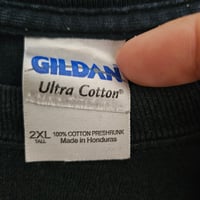 GILDAN
Ultra Cotton®
2XL 100% COTTON PRESHRUNK
TALL Made in Honduras